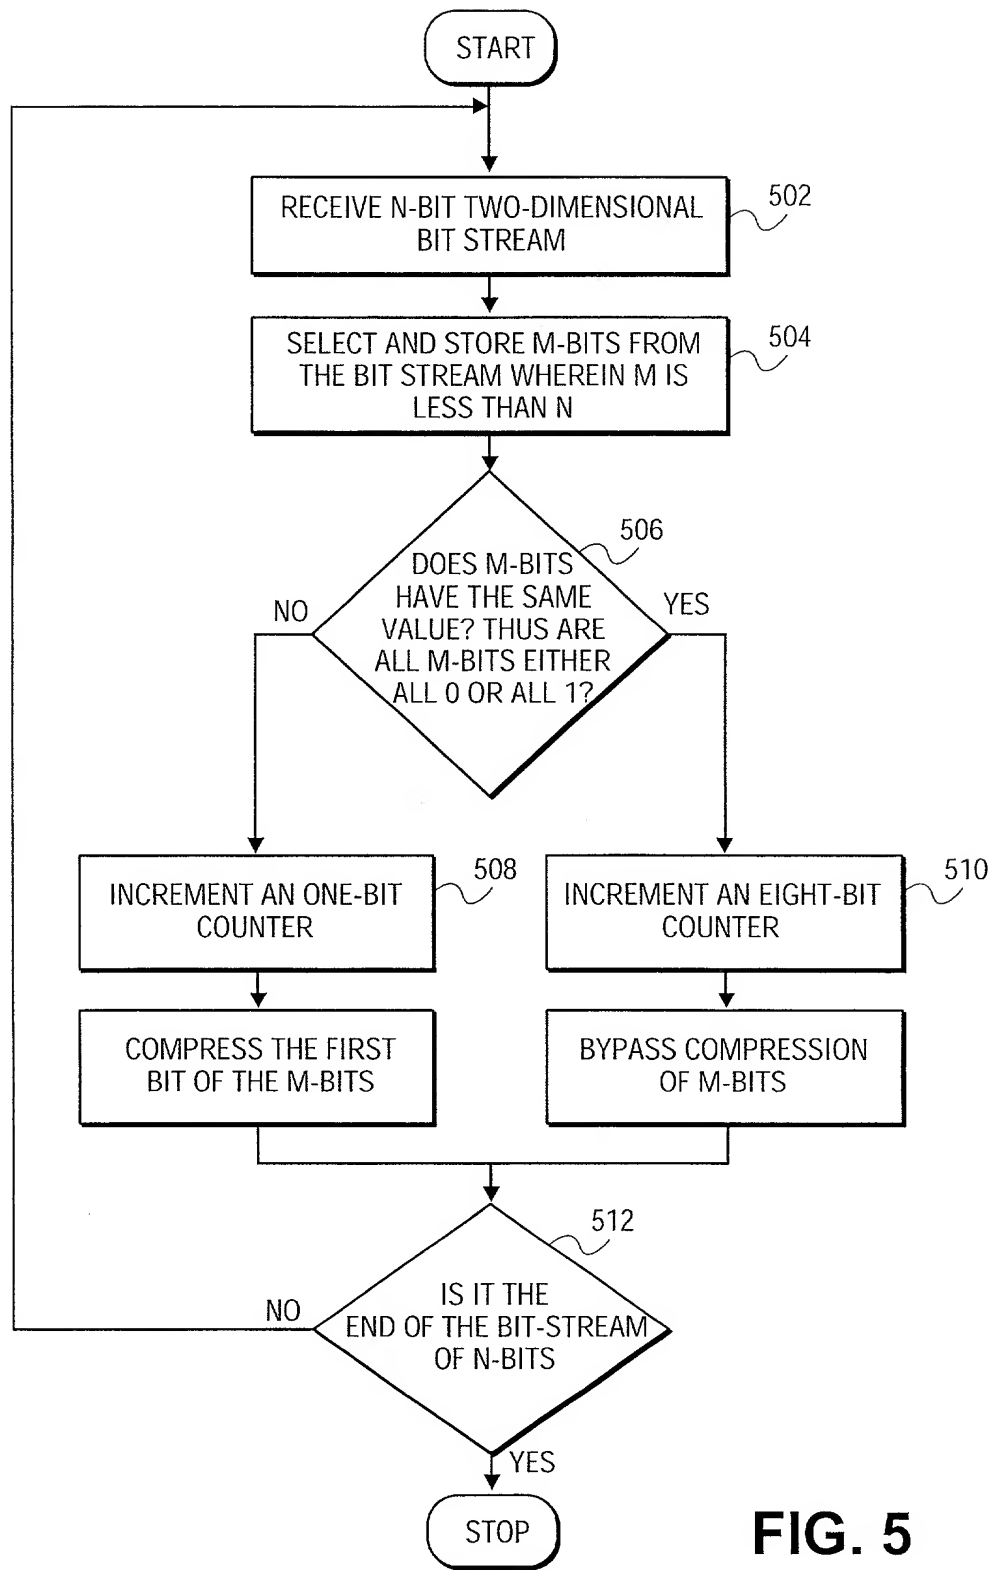 START
RECEIVE N-BIT TWO-DIMENSIONAL
BIT STREAM
502
SELECT AND STORE M-BITS FROM
THE BIT STREAM WHEREIN M IS
LESS THAN N
504
506
DOES M-BITS
HAVE THE SAME
VALUE? THUS ARE
ALL M-BITS EITHER
ALL 0 OR ALL 1?
NO
YES
INCREMENT AN ONE-BIT
COUNTER
508
INCREMENT AN EIGHT-BIT
COUNTER
510
COMPRESS THE FIRST
BIT OF THE M-BITS
BYPASS COMPRESSION
OF M-BITS
512
IS IT THE
END OF THE BIT-STREAM
OF N-BITS
NO
YES
STOP
FIG. 5